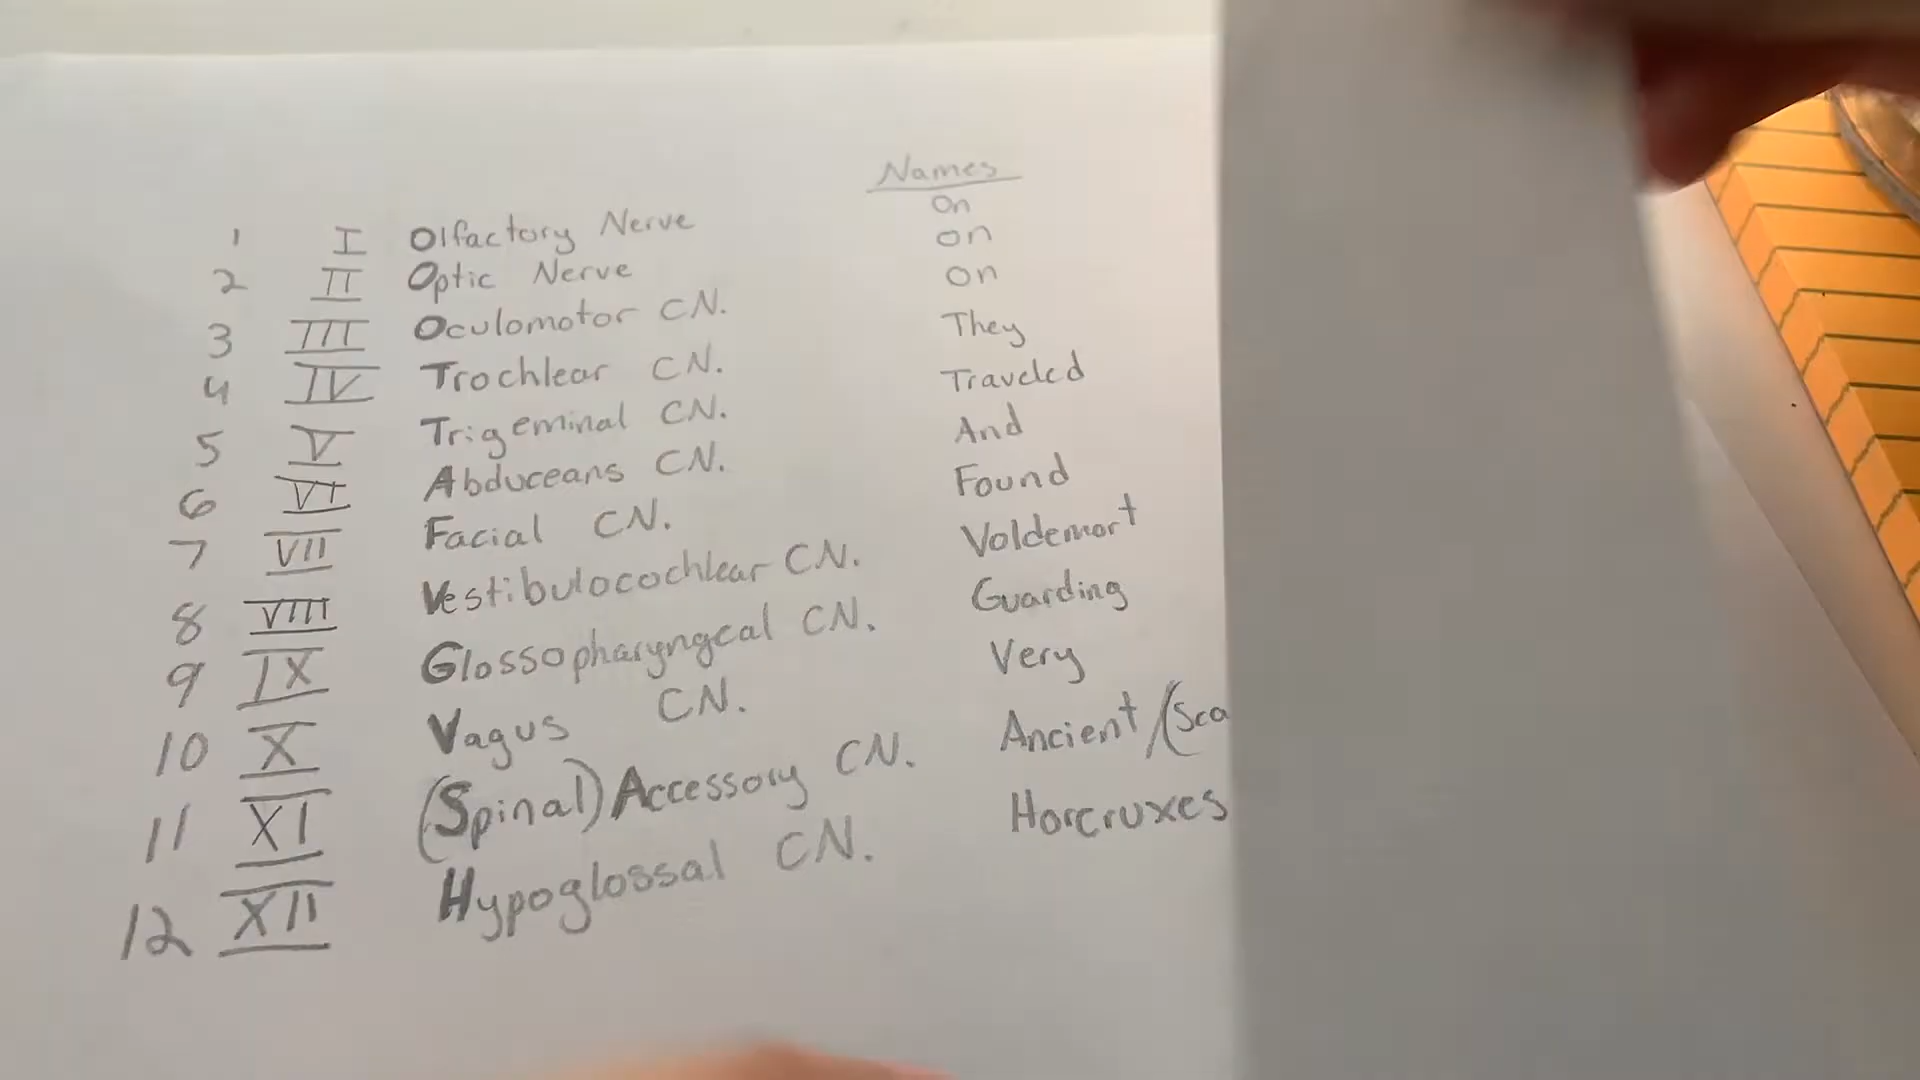 Names
1 I Olfactory Nerve On
2 II Optic Nerve On
3 III Oculomotor CN. On
4 IV Trochlear CN. They
5 V Trigeminal CN. Traveled
6 VI Abduceans CN. And
7 VII Facial CN. Found
8 VIII Vestibulocochlear CN. Voldemort
9 IX Glossopharyngeal CN. Guarding
10 X Vagus CN. Very
11 XI (Spinal) Accessory CN. Ancient/(Sca
12 XII Hypoglossal CN. Horcruxes